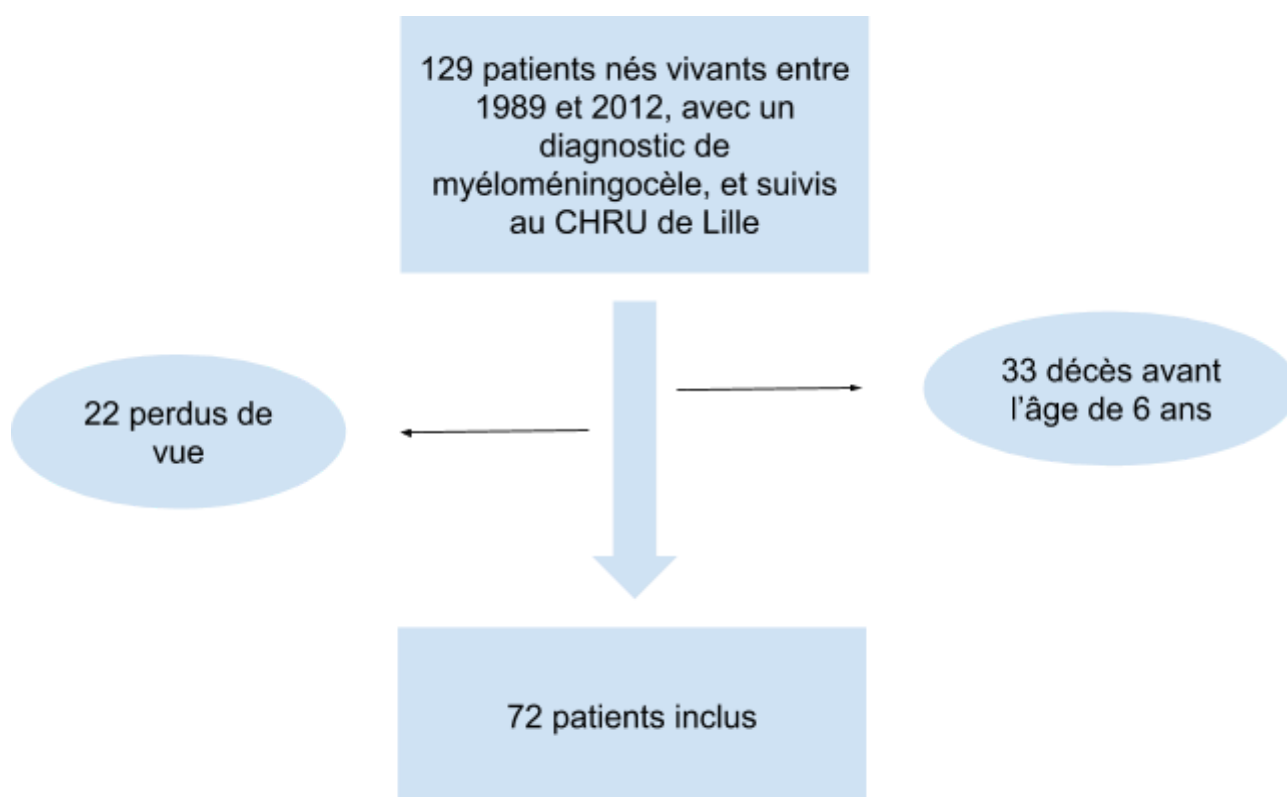 129 patients nés vivants entre
1989 et 2012, avec un
diagnostic de
myéloméningocèle, et suivis
au CHRU de Lille
33 décès avant
l'âge de 6 ans
22 perdus de
vue
72 patients inclus